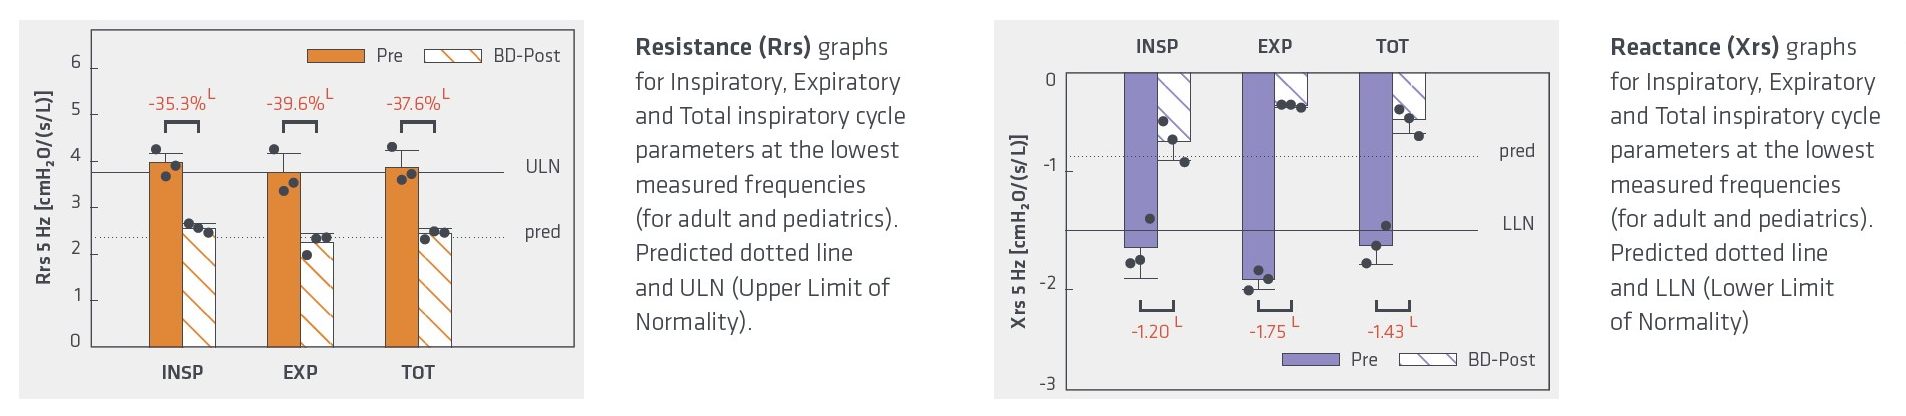 Pre
BD-Post
6
5
4
3
2
1
0
Rrs 5 Hz [cmH₂O/(s/L)]
-35.3% L
-39.6% L
-37.6% L
ULN
pred
INSP
EXP
TOT
Resistance (Rrs) graphs
for Inspiratory, Expiratory
and Total inspiratory cycle
parameters at the lowest
measured frequencies
(for adult and pediatrics).
Predicted dotted line
and ULN (Upper Limit of
Normality).
INSP
EXP
TOT
0
-1
-2
-3
Xrs 5 Hz [cmH₂O/(s/L)]
pred
LLN
-1.20 L
-1.75 L
-1.43 L
Pre
BD-Post
Reactance (Xrs) graphs
for Inspiratory, Expiratory
and Total inspiratory cycle
parameters at the lowest
measured frequencies
(for adult and pediatrics).
Predicted dotted line
and LLN (Lower Limit
of Normality)